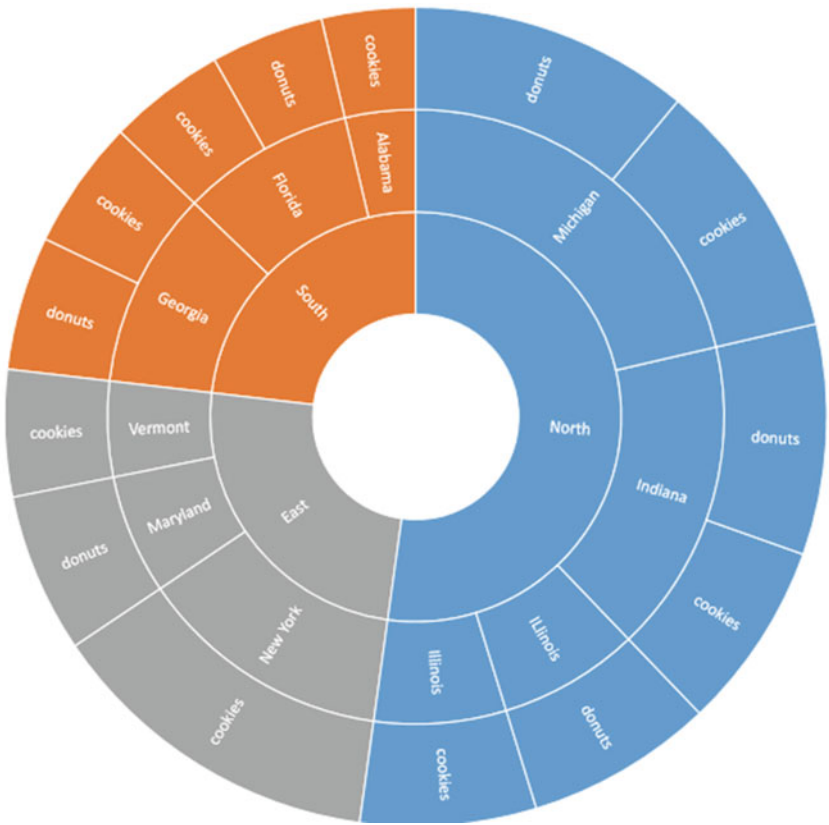 cookies
donuts
donuts
cookies
Alabama
cookies
Florida
Michigan
cookies
cookies
South
Georgia
donuts
cookies
Vermont
North
donuts
Indiana
East
Maryland
donuts
cookies
New York
ILlinois
Illinois
cookies
donuts
cookies